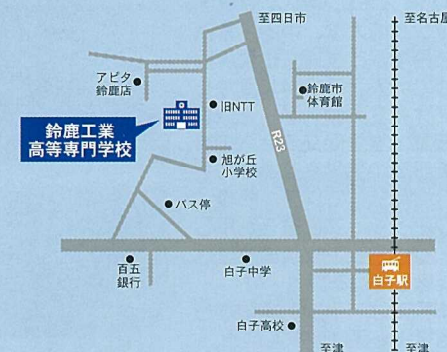 至四日市
至名古屋
アピタ
鈴鹿店
旧NTT
鈴鹿市
体育館
鈴鹿工業
高等専門学校
R23
旭が丘
小学校
バス停
百五
銀行
白子中学
白子駅
白子高校
至津
至津